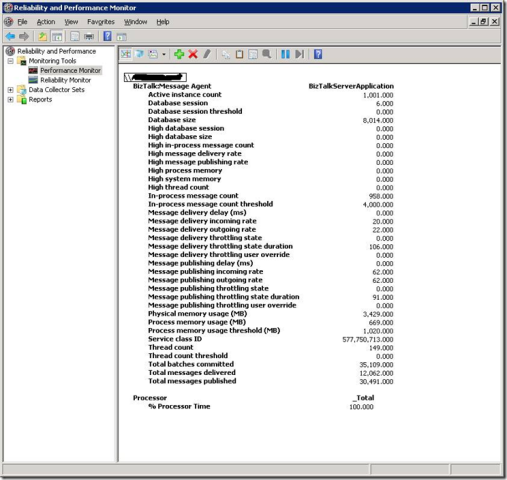 Reliability and Performance Monitor
File Action View Favorites Window Help
Reliability and Performance
Monitoring Tools
Performance Monitor
Reliability Monitor
Data Collector Sets
Reports
BizTalk:Message Agent BizTalkServerApplication
Active instance count 1,001.000
Database session 6.000
Database session threshold 0.000
Database size 8,014.000
High database session 0.000
High database size 0.000
High in-process message count 0.000
High message delivery rate 0.000
High message publishing rate 0.000
High process memory 0.000
High system memory 0.000
High thread count 0.000
In-process message count 958.000
In-process message count threshold 4,000.000
Message delivery delay (ms) 0.000
Message delivery incoming rate 20.000
Message delivery outgoing rate 22.000
Message delivery throttling state 0.000
Message delivery throttling state duration 106.000
Message delivery throttling user override 0.000
Message publishing delay (ms) 0.000
Message publishing incoming rate 62.000
Message publishing outgoing rate 62.000
Message publishing throttling state 0.000
Message publishing throttling state duration 91.000
Message publishing throttling user override 0.000
Physical memory usage (MB) 3,429.000
Process memory usage (MB) 669.000
Process memory usage threshold (MB) 1,020.000
Service class ID 577,750,713.000
Thread count 149.000
Thread count threshold 0.000
Total batches committed 35,109.000
Total messages delivered 12,062.000
Total messages published 30,491.000
Processor _Total
% Processor Time 100.000